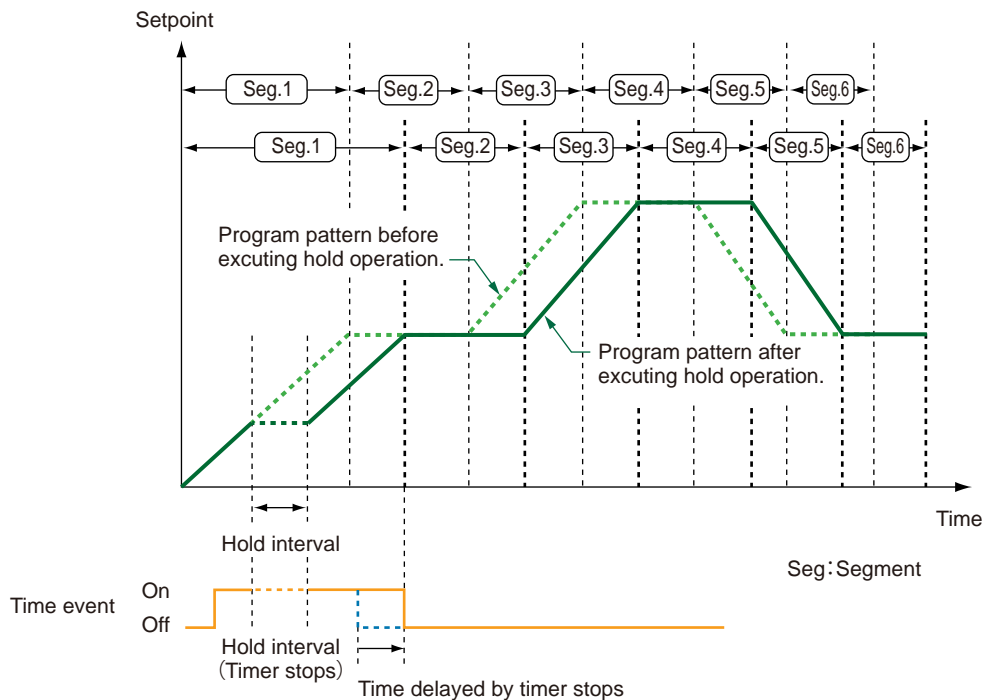 Setpoint
Seg.1 Seg.2 Seg.3 Seg.4 Seg.5 Seg.6
Seg.1 Seg.2 Seg.3 Seg.4 Seg.5 Seg.6
Program pattern before
excuting hold operation.
Program pattern after
excuting hold operation.
Time
Hold interval
Seg:Segment
Time event
On
Off
Hold interval
(Timer stops)
Time delayed by timer stops